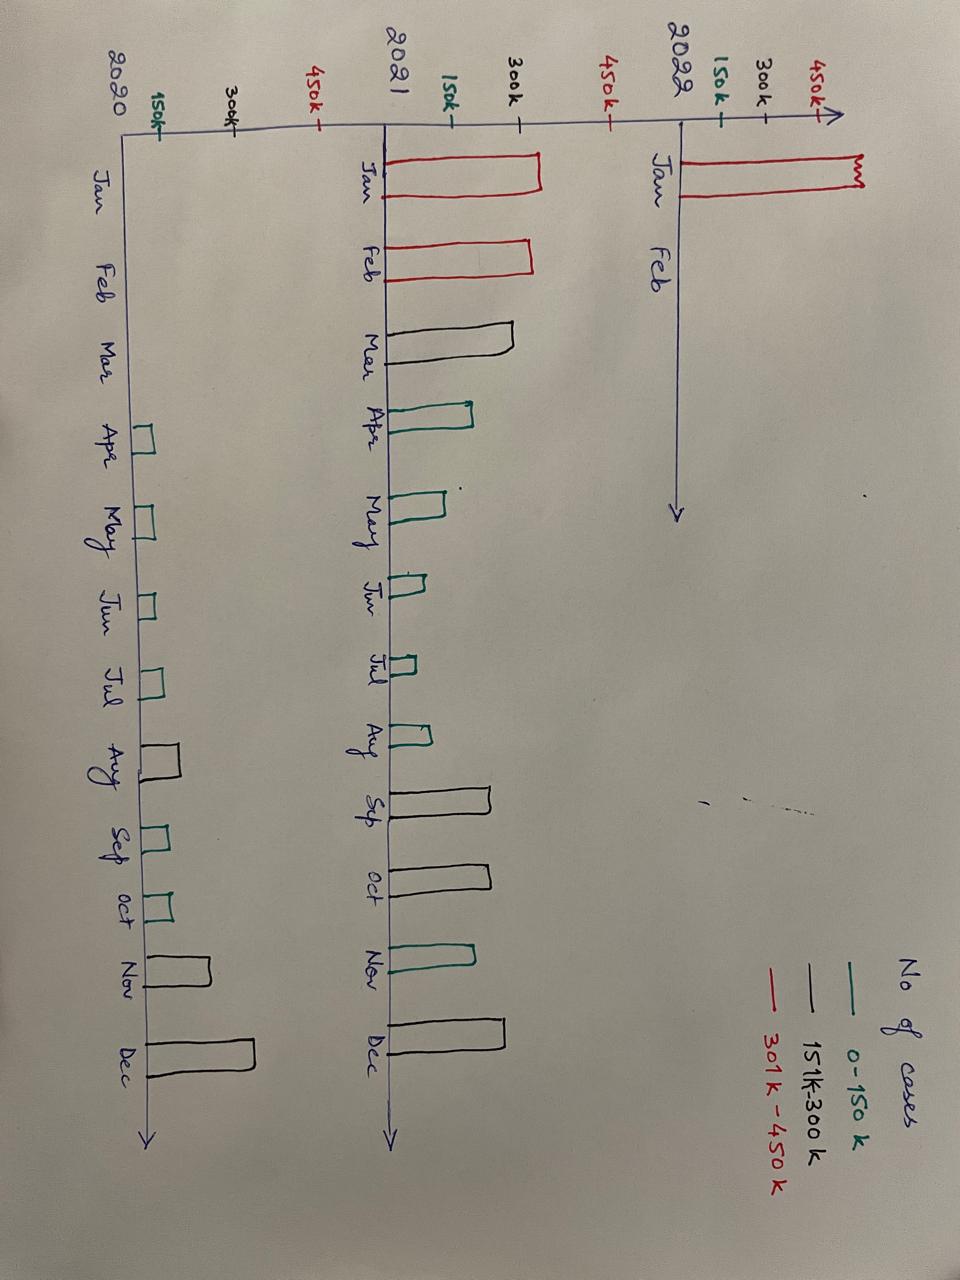 No of cases
0-150 k
151k-300 k
301 k - 450 k
450k
300k
150k
2022
Jan Feb
450k
300k
150k
2021
Jan Feb Mar Apr May Jun Jul Aug Sep Oct Nov Dec
450k
300k
150k
2020
Jan Feb Mar Apr May Jun Jul Aug Sep Oct Nov Dec